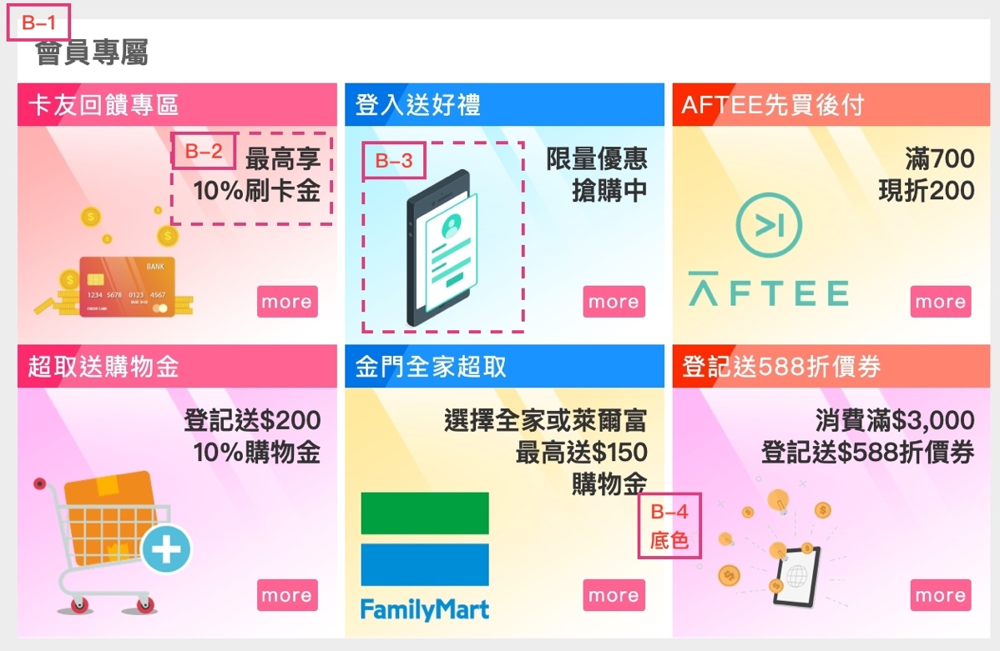 B-1
會員專屬
卡友回饋專區
B-2
最高享
10%刷卡金
BANK
1234 5678 0123 4567
CREDIT CARD
more
登入送好禮
B-3
限量優惠
搶購中
more
AFTEE先買後付
滿700
現折200
AFTEE
more
超取送購物金
登記送$200
10%購物金
more
金門全家超取
選擇全家或萊爾富
最高送$150
購物金
FamilyMart
more
B-4
底色
登記送588折價券
消費滿$3,000
登記送$588折價券
more